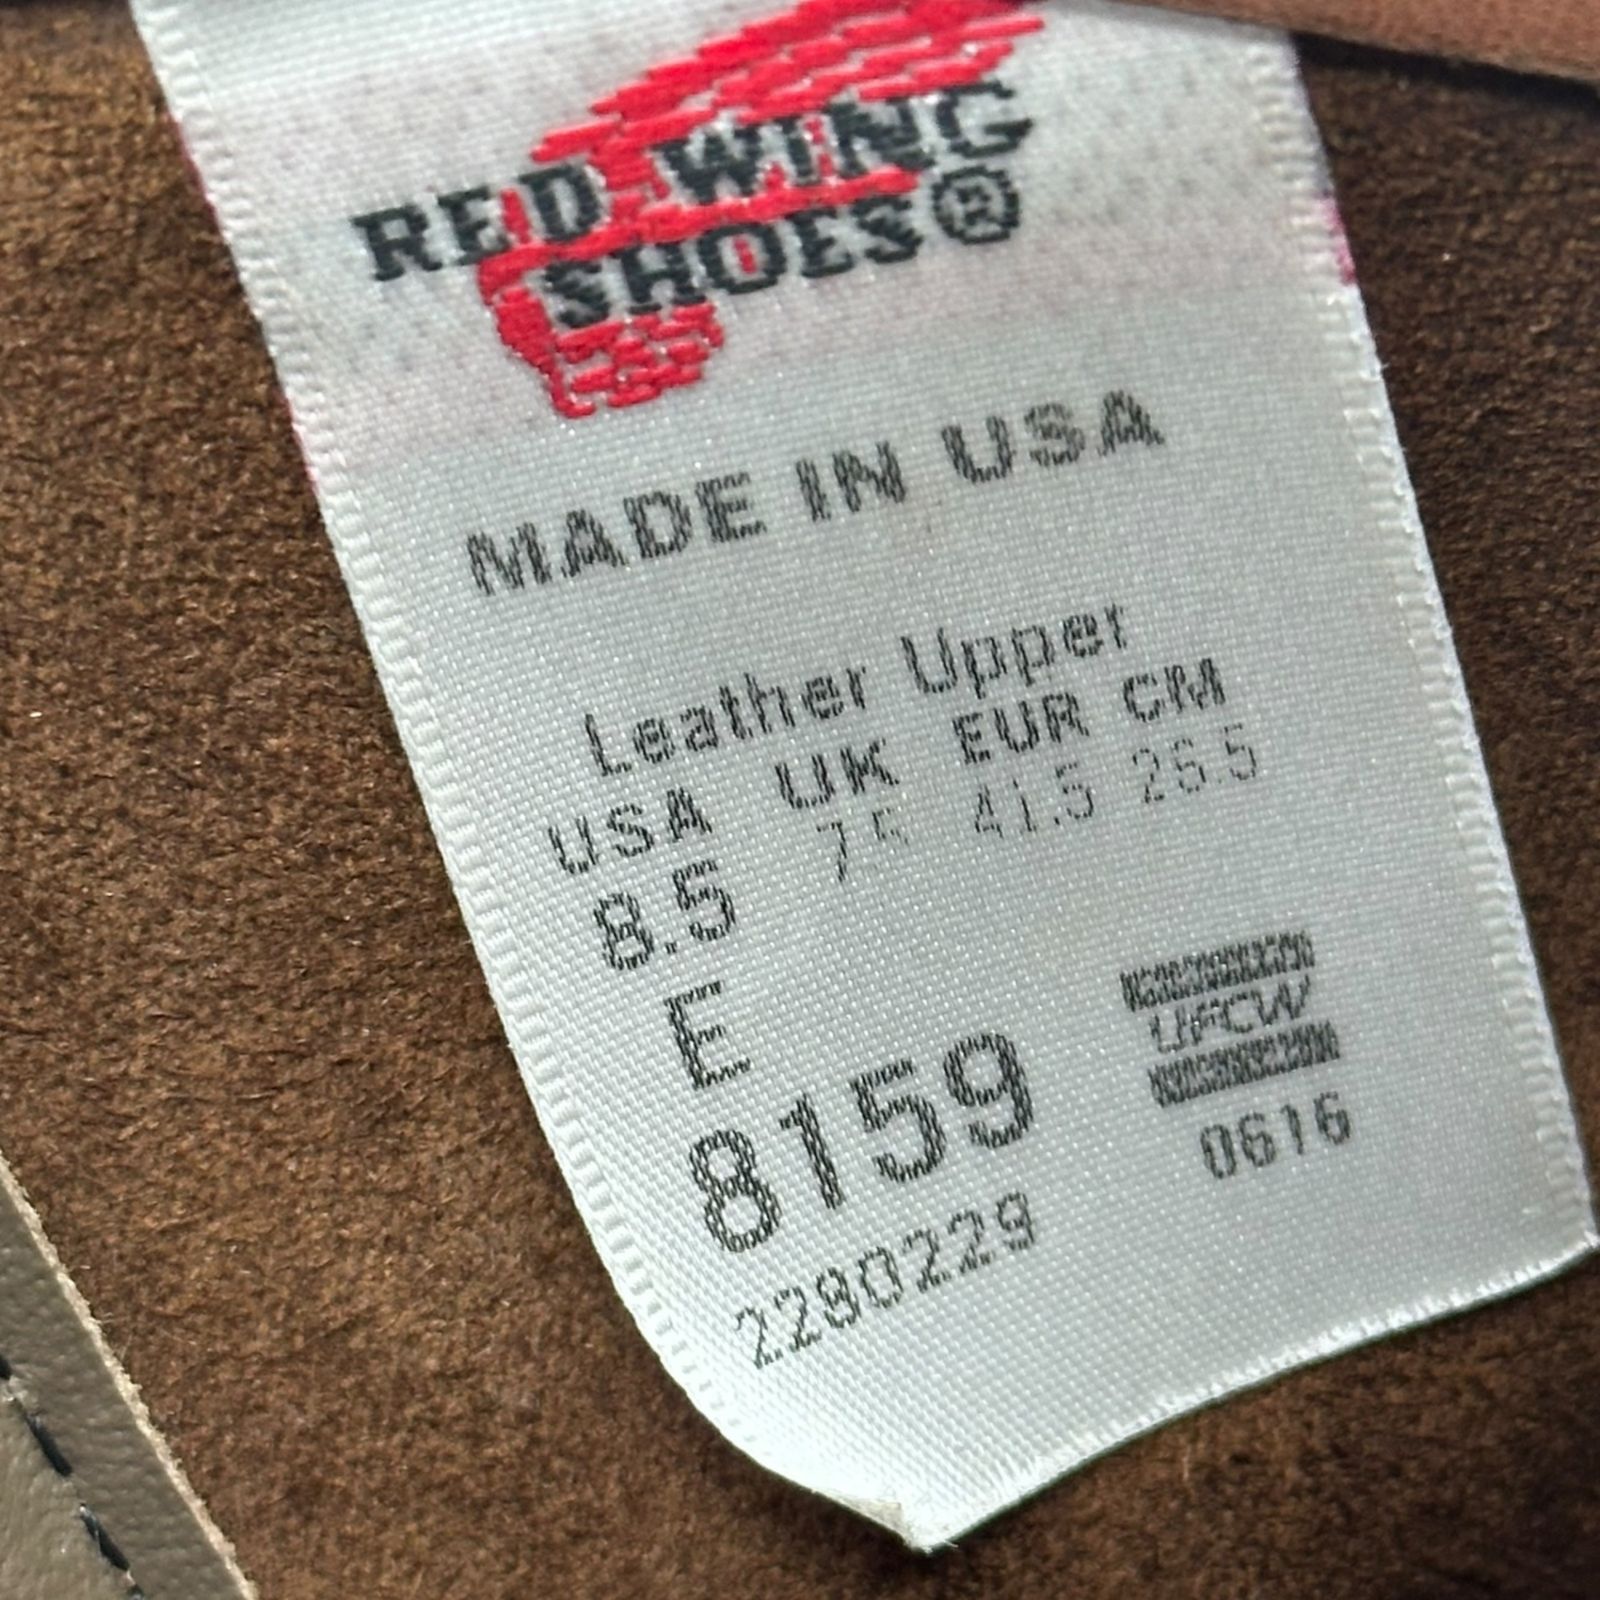 RED WING
SHOES®
MADE IN USA
Leather Upper
USA UK EUR CM
8.5 7.5 41.5 26.5
E
UFCW
8159
0616
2290229